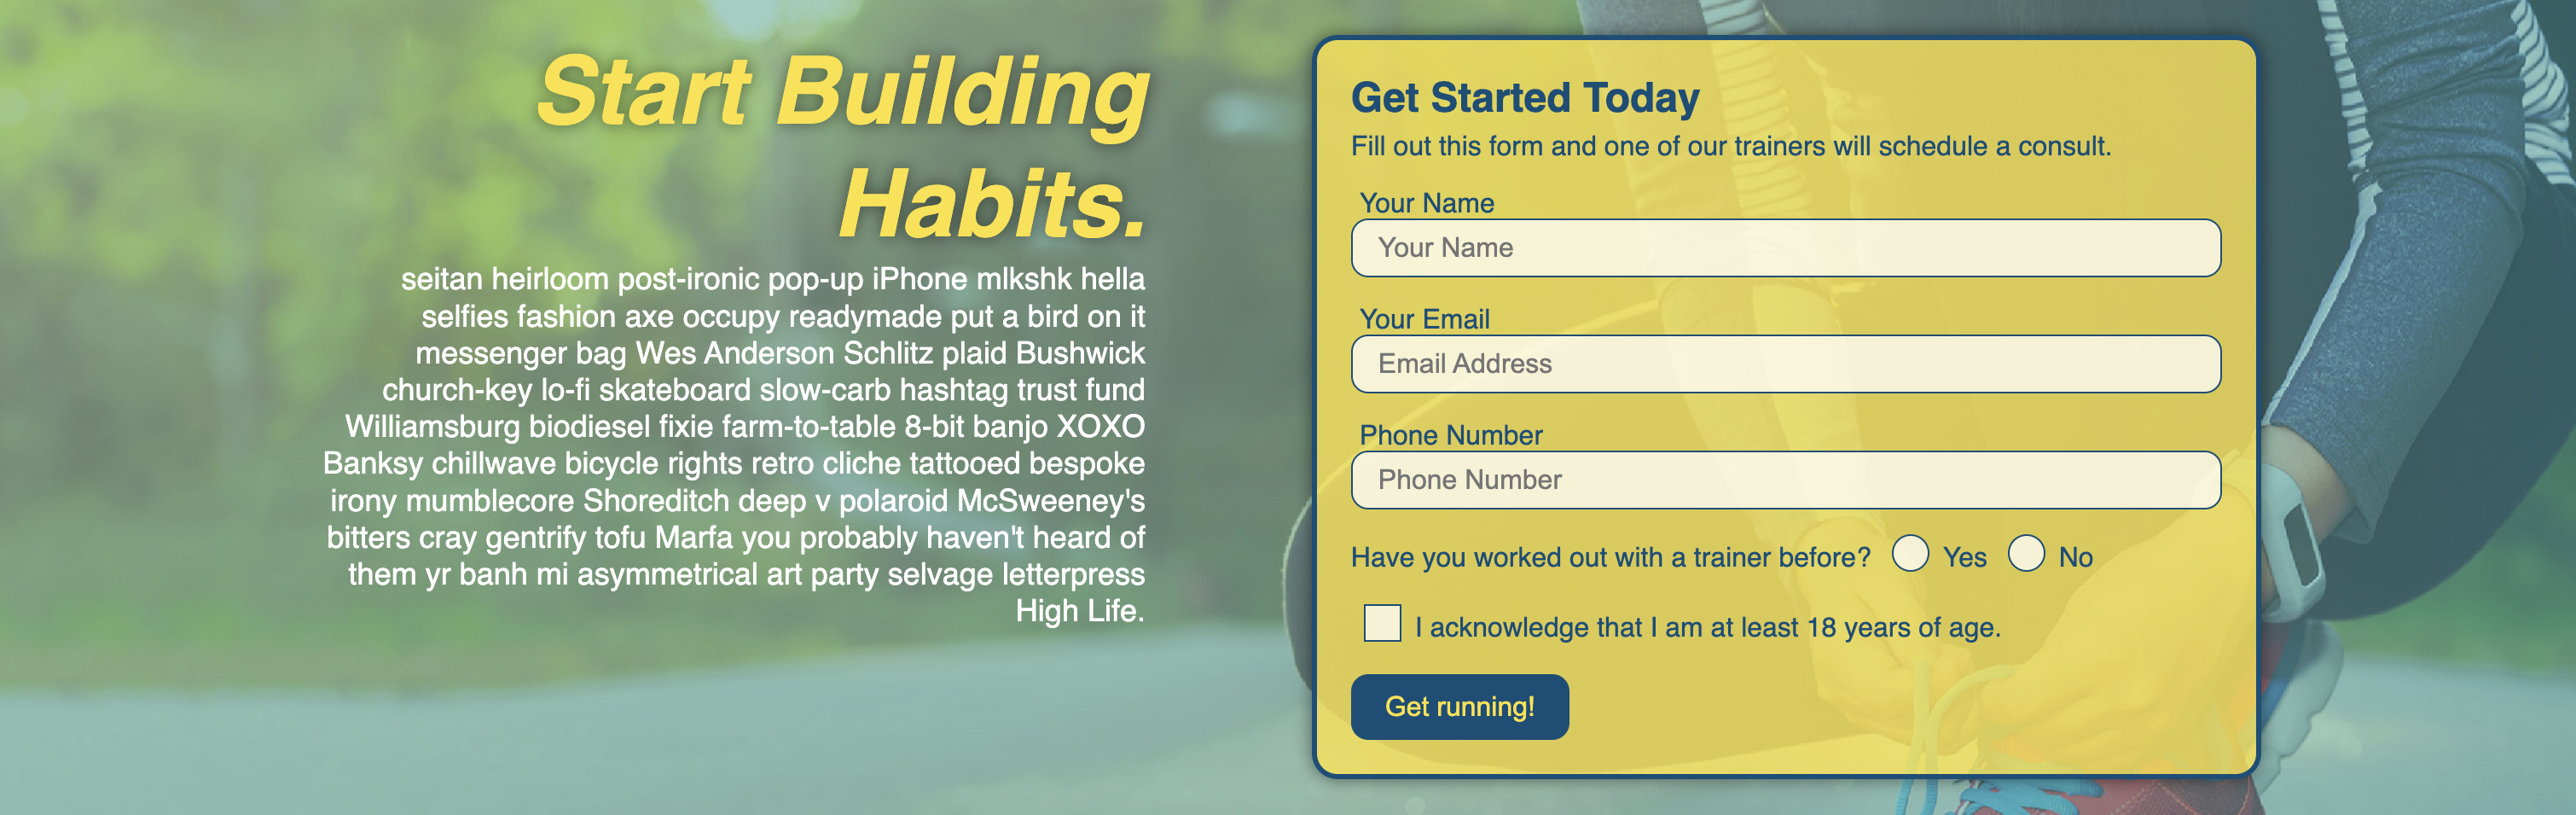 Start Building
Habits.
seitan heirloom post-ironic pop-up iPhone mlkshk hella
selfies fashion axe occupy readymade put a bird on it
messenger bag Wes Anderson Schlitz plaid Bushwick
church-key lo-fi skateboard slow-carb hashtag trust fund
Williamsburg biodiesel fixie farm-to-table 8-bit banjo XOXO
Banksy chillwave bicycle rights retro cliche tattooed bespoke
irony mumblecore Shoreditch deep v polaroid McSweeney's
bitters cray gentrify tofu Marfa you probably haven't heard of
them yr banh mi asymmetrical art party selvage letterpress
High Life.
Get Started Today
Fill out this form and one of our trainers will schedule a consult.
Your Name
Your Name
Your Email
Email Address
Phone Number
Phone Number
Have you worked out with a trainer before? Yes No
I acknowledge that I am at least 18 years of age.
Get running!